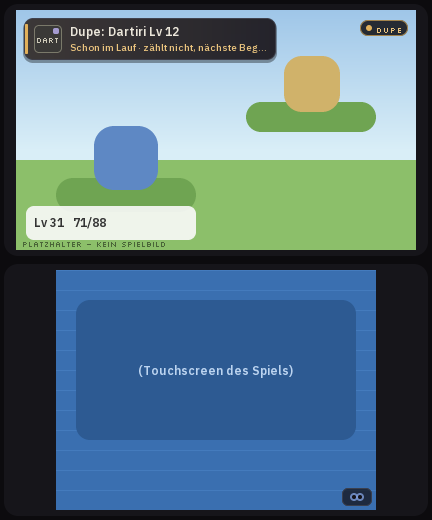 DART
Dupe: Dartiri Lv 12
Schon im Lauf · zählt nicht, nächste Beg…
DUPE
Lv 31 71/88
PLATZHALTER – KEIN SPIELBILD
(Touchscreen des Spiels)